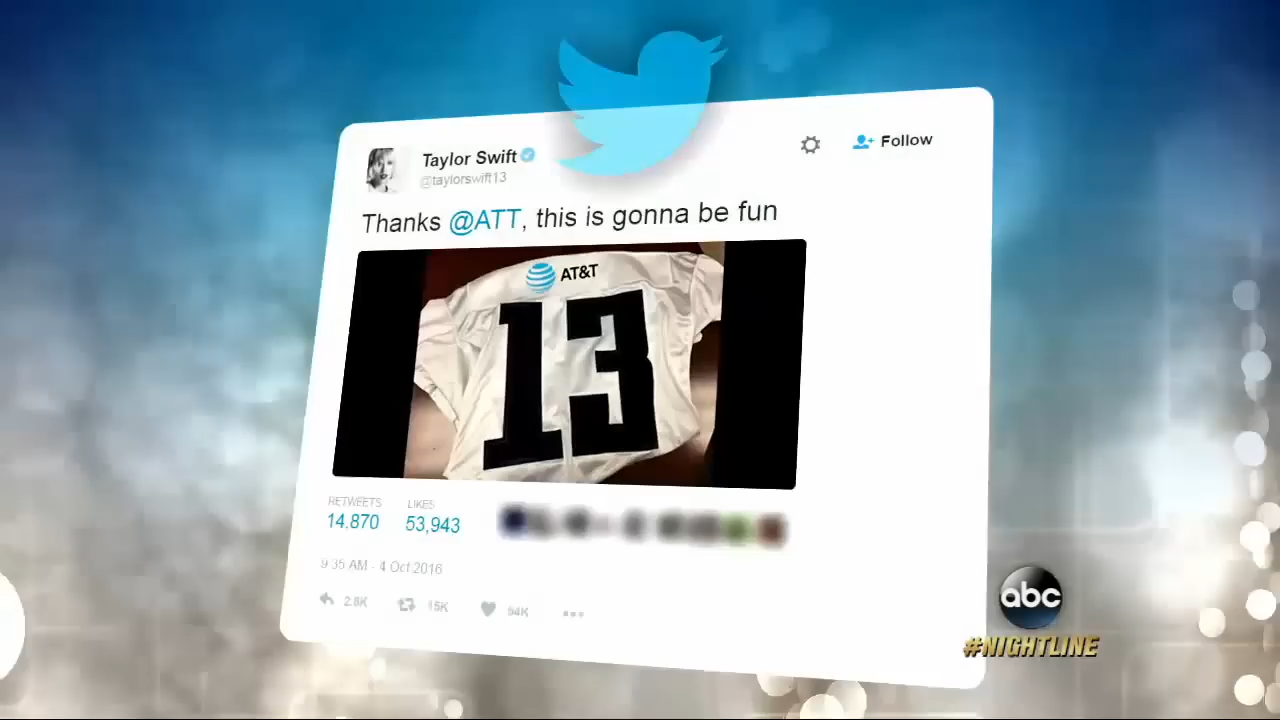 Taylor Swift
@taylorswift13
Follow
Thanks @ATT, this is gonna be fun
AT&T
13
RETWEETS LIKES
14,870 53,943
9:35 AM - 4 Oct 2016
2.8K 15K 54K
abc
#NIGHTLINE